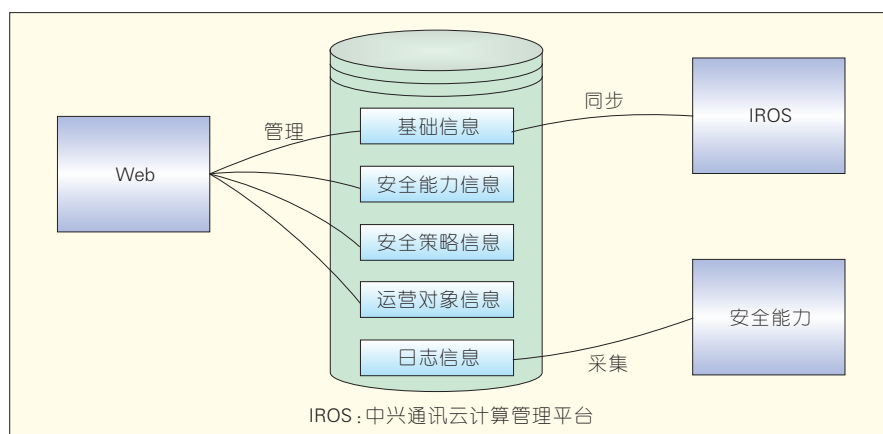 Web
管理
基础信息
安全能力信息
安全策略信息
运营对象信息
日志信息
同步
IROS
采集
安全能力
IROS:中兴通讯云计算管理平台